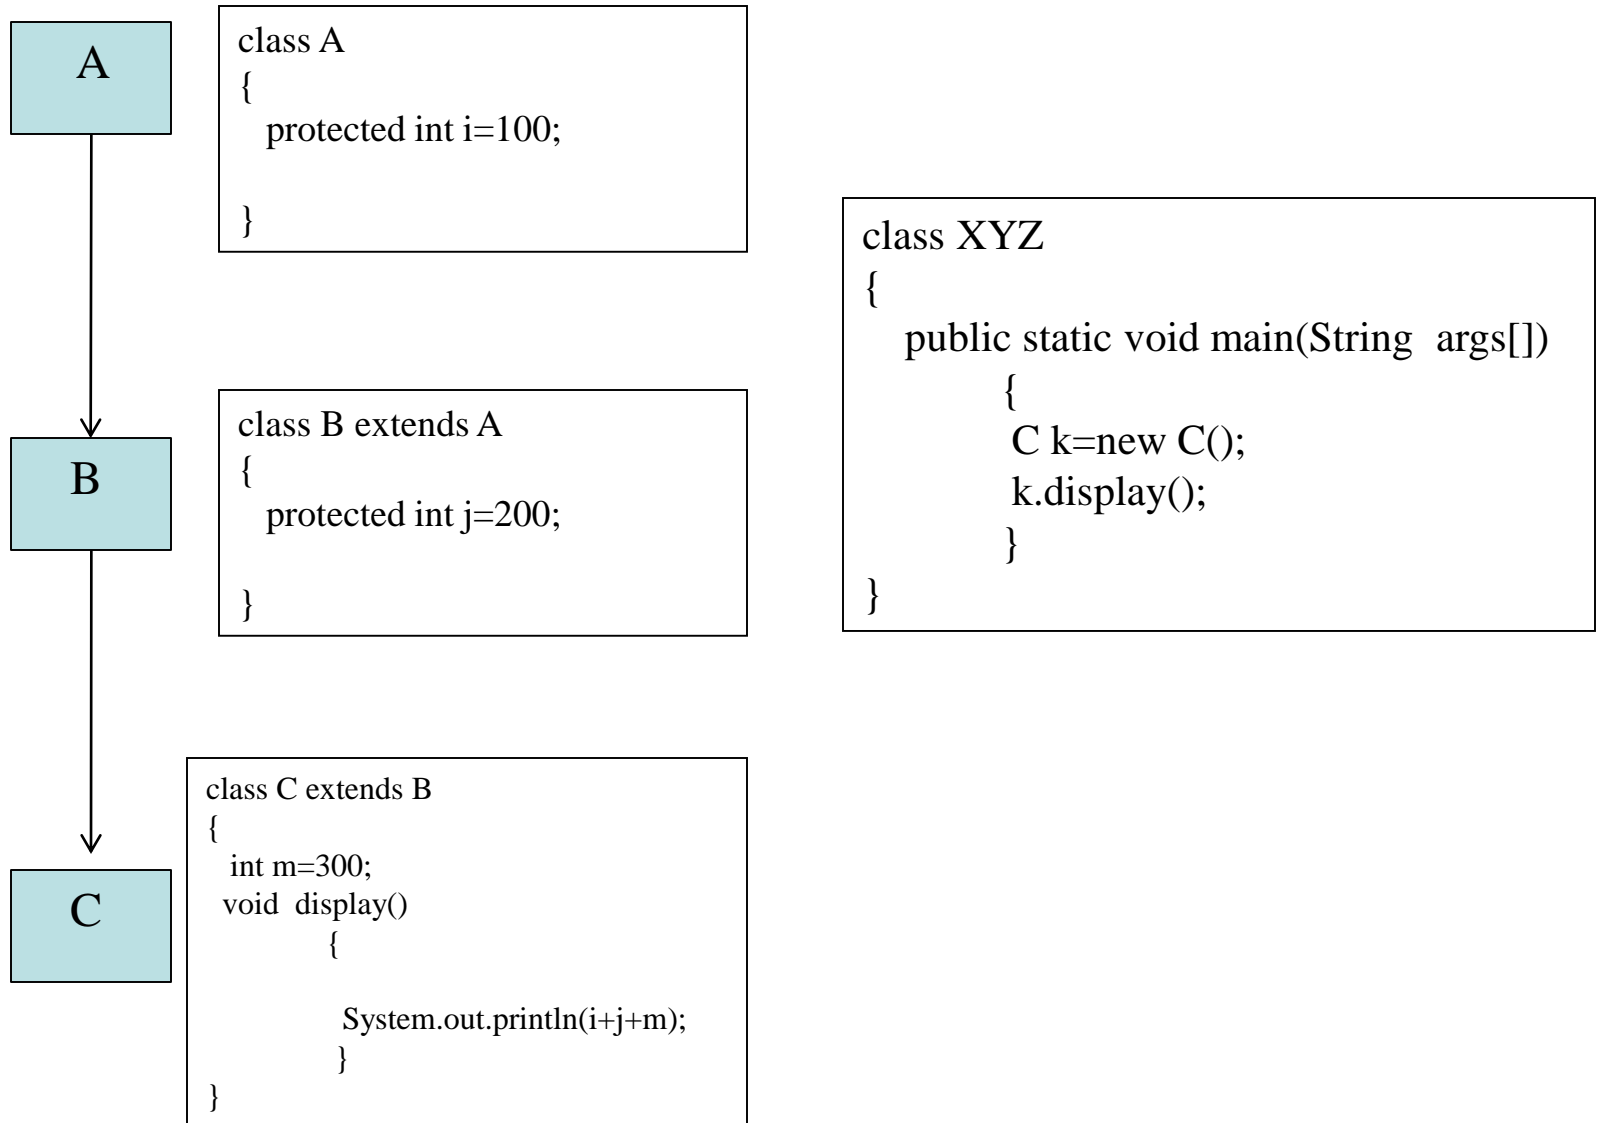 A
class A
{
protected int i=100;
}
B
class B extends A
{
protected int j=200;
}
C
class C extends B
{
int m=300;
void display()
{
System.out.println(i+j+m);
}
}
class XYZ
{
public static void main(String args[])
{
C k=new C();
k.display();
}
}